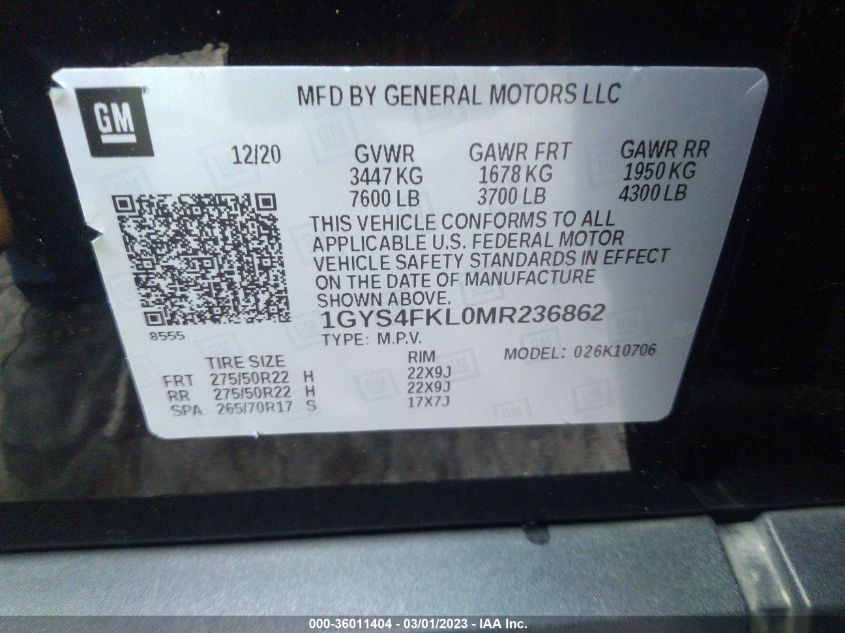 GM
MFD BY GENERAL MOTORS LLC
12/20 GVWR GAWR FRT GAWR RR
3447 KG 1678 KG 1950 KG
7600 LB 3700 LB 4300 LB
THIS VEHICLE CONFORMS TO ALL
APPLICABLE U.S. FEDERAL MOTOR
VEHICLE SAFETY STANDARDS IN EFFECT
ON THE DATE OF MANUFACTURE
SHOWN ABOVE.
8555
1GYS4FKL0MR236862
TYPE: M.P.V.
MODEL: 026K10706
TIRE SIZE RIM
FRT 275/50R22 H 22X9J
RR 275/50R22 H 22X9J
SPA 265/70R17 S 17X7J
000-36011404 - 03/01/2023 - IAA Inc.